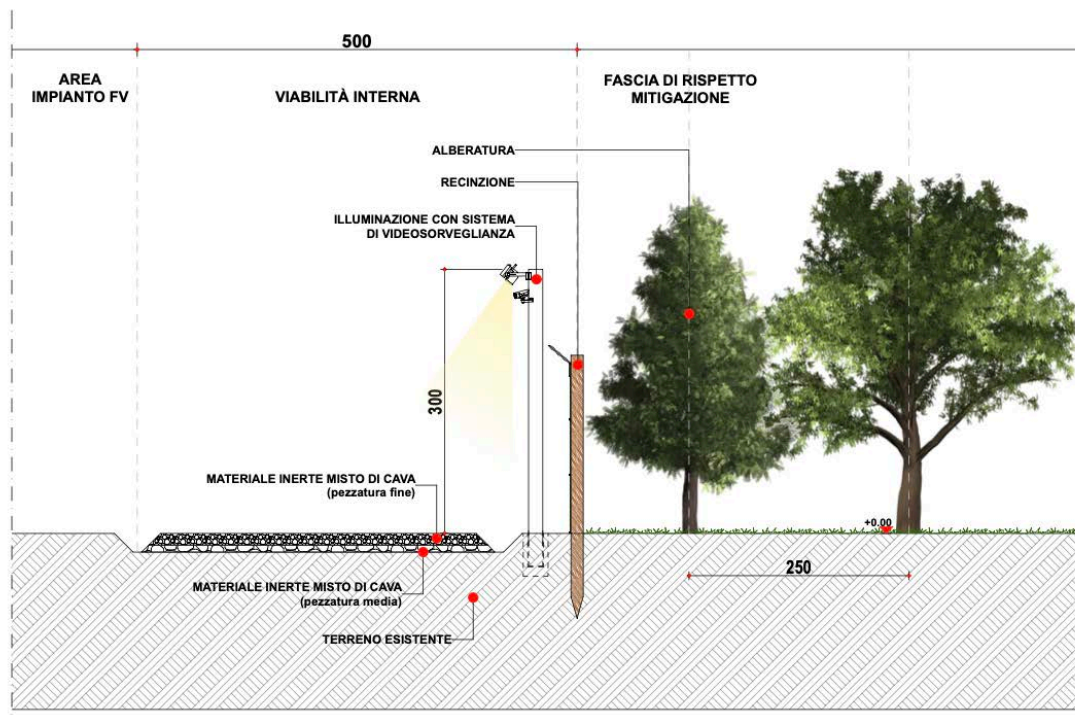 500
AREA
IMPIANTO FV
VIABILITÀ INTERNA
FASCIA DI RISPETTO
MITIGAZIONE
ALBERATURA
RECINZIONE
ILLUMINAZIONE CON SISTEMA
DI VIDEOSORVEGLIANZA
300
MATERIALE INERTE MISTO DI CAVA
(pezzatura fine)
+0.00
250
MATERIALE INERTE MISTO DI CAVA
(pezzatura media)
TERRENO ESISTENTE